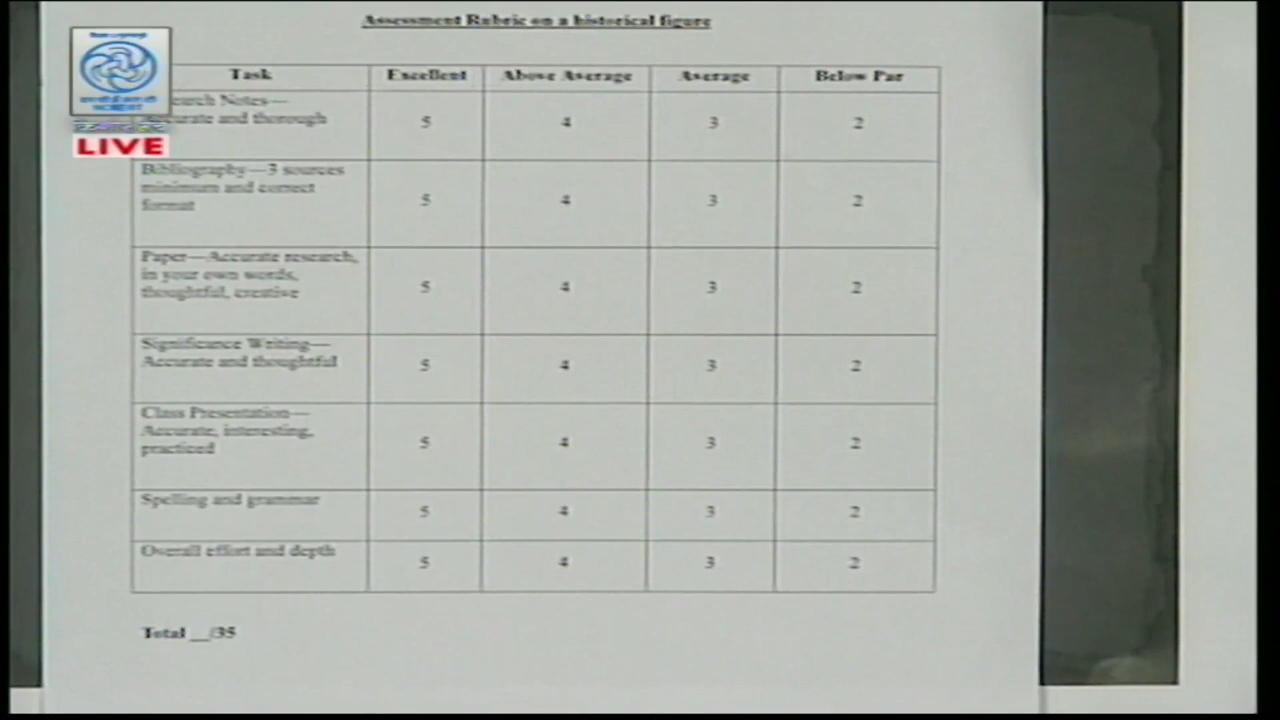 Assessment Rubric on a historical figure
Task Excellent Above Average Average Below Par
earch Notes—
Accurate and thorough 5 4 3 2
Bibliography—3 sources
minimum and correct
format 5 4 3 2
Paper—Accurate research,
in your own words,
thoughtful, creative 5 4 3 2
Significance Writing—
Accurate and thoughtful 5 4 3 2
Class Presentation—
Accurate, interesting,
practiced 5 4 3 2
Spelling and grammar 5 4 3 2
Overall effort and depth 5 4 3 2
Total __/35
NCERT
LIVE